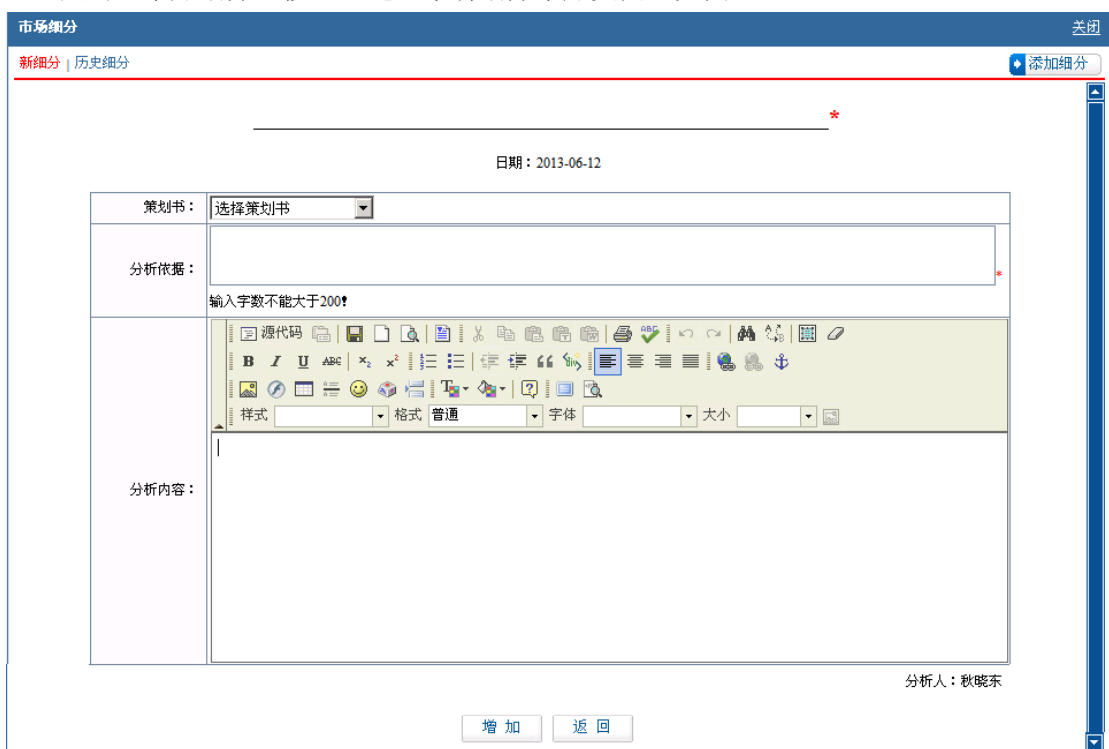 市场细分 关闭
新细分 | 历史细分 添加细分
*
日期：2013-06-12
策划书： 选择策划书
分析依据： *
输入字数不能大于200!
源代码
B I U ABC ×₂ ×²
样式 格式 普通 字体 大小
分析内容：
分析人：秋晓东
增 加 返 回